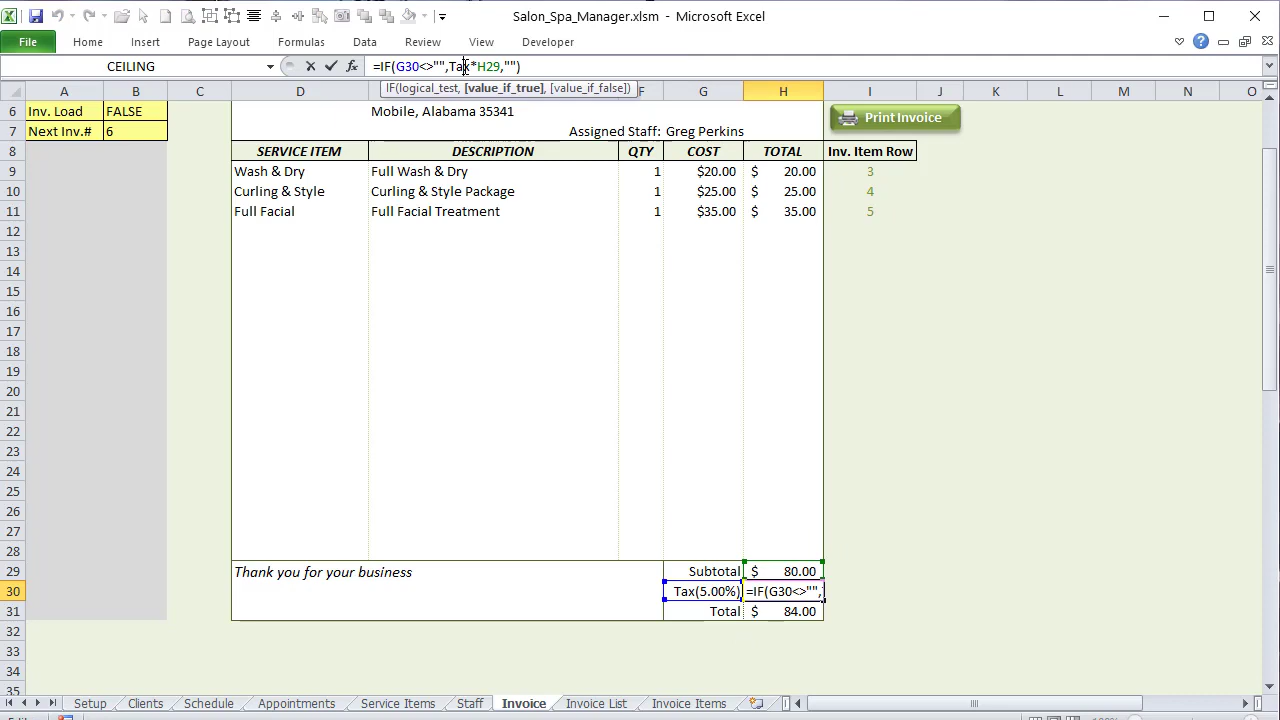 Salon_Spa_Manager.xlsm - Microsoft Excel
File Home Insert Page Layout Formulas Data Review View Developer
CEILING =IF(G30<>"",Tax*H29,"")
IF(logical_test, [value_if_true], [value_if_false])
A B C D F G H I J K L M N O
6 Inv. Load FALSE Mobile, Alabama 35341 Print Invoice
7 Next Inv.# 6 Assigned Staff: Greg Perkins
8 SERVICE ITEM DESCRIPTION QTY COST TOTAL Inv. Item Row
9 Wash & Dry Full Wash & Dry 1 $20.00 $ 20.00 3
10 Curling & Style Curling & Style Package 1 $25.00 $ 25.00 4
11 Full Facial Full Facial Treatment 1 $35.00 $ 35.00 5
12
13
14
15
16
17
18
19
20
21
22
23
24
25
26
27
28
29 Thank you for your business Subtotal $ 80.00
30 Tax(5.00%) =IF(G30<>"",
31 Total $ 84.00
32
33
34
35
Setup Clients Schedule Appointments Service Items Staff Invoice Invoice List Invoice Items